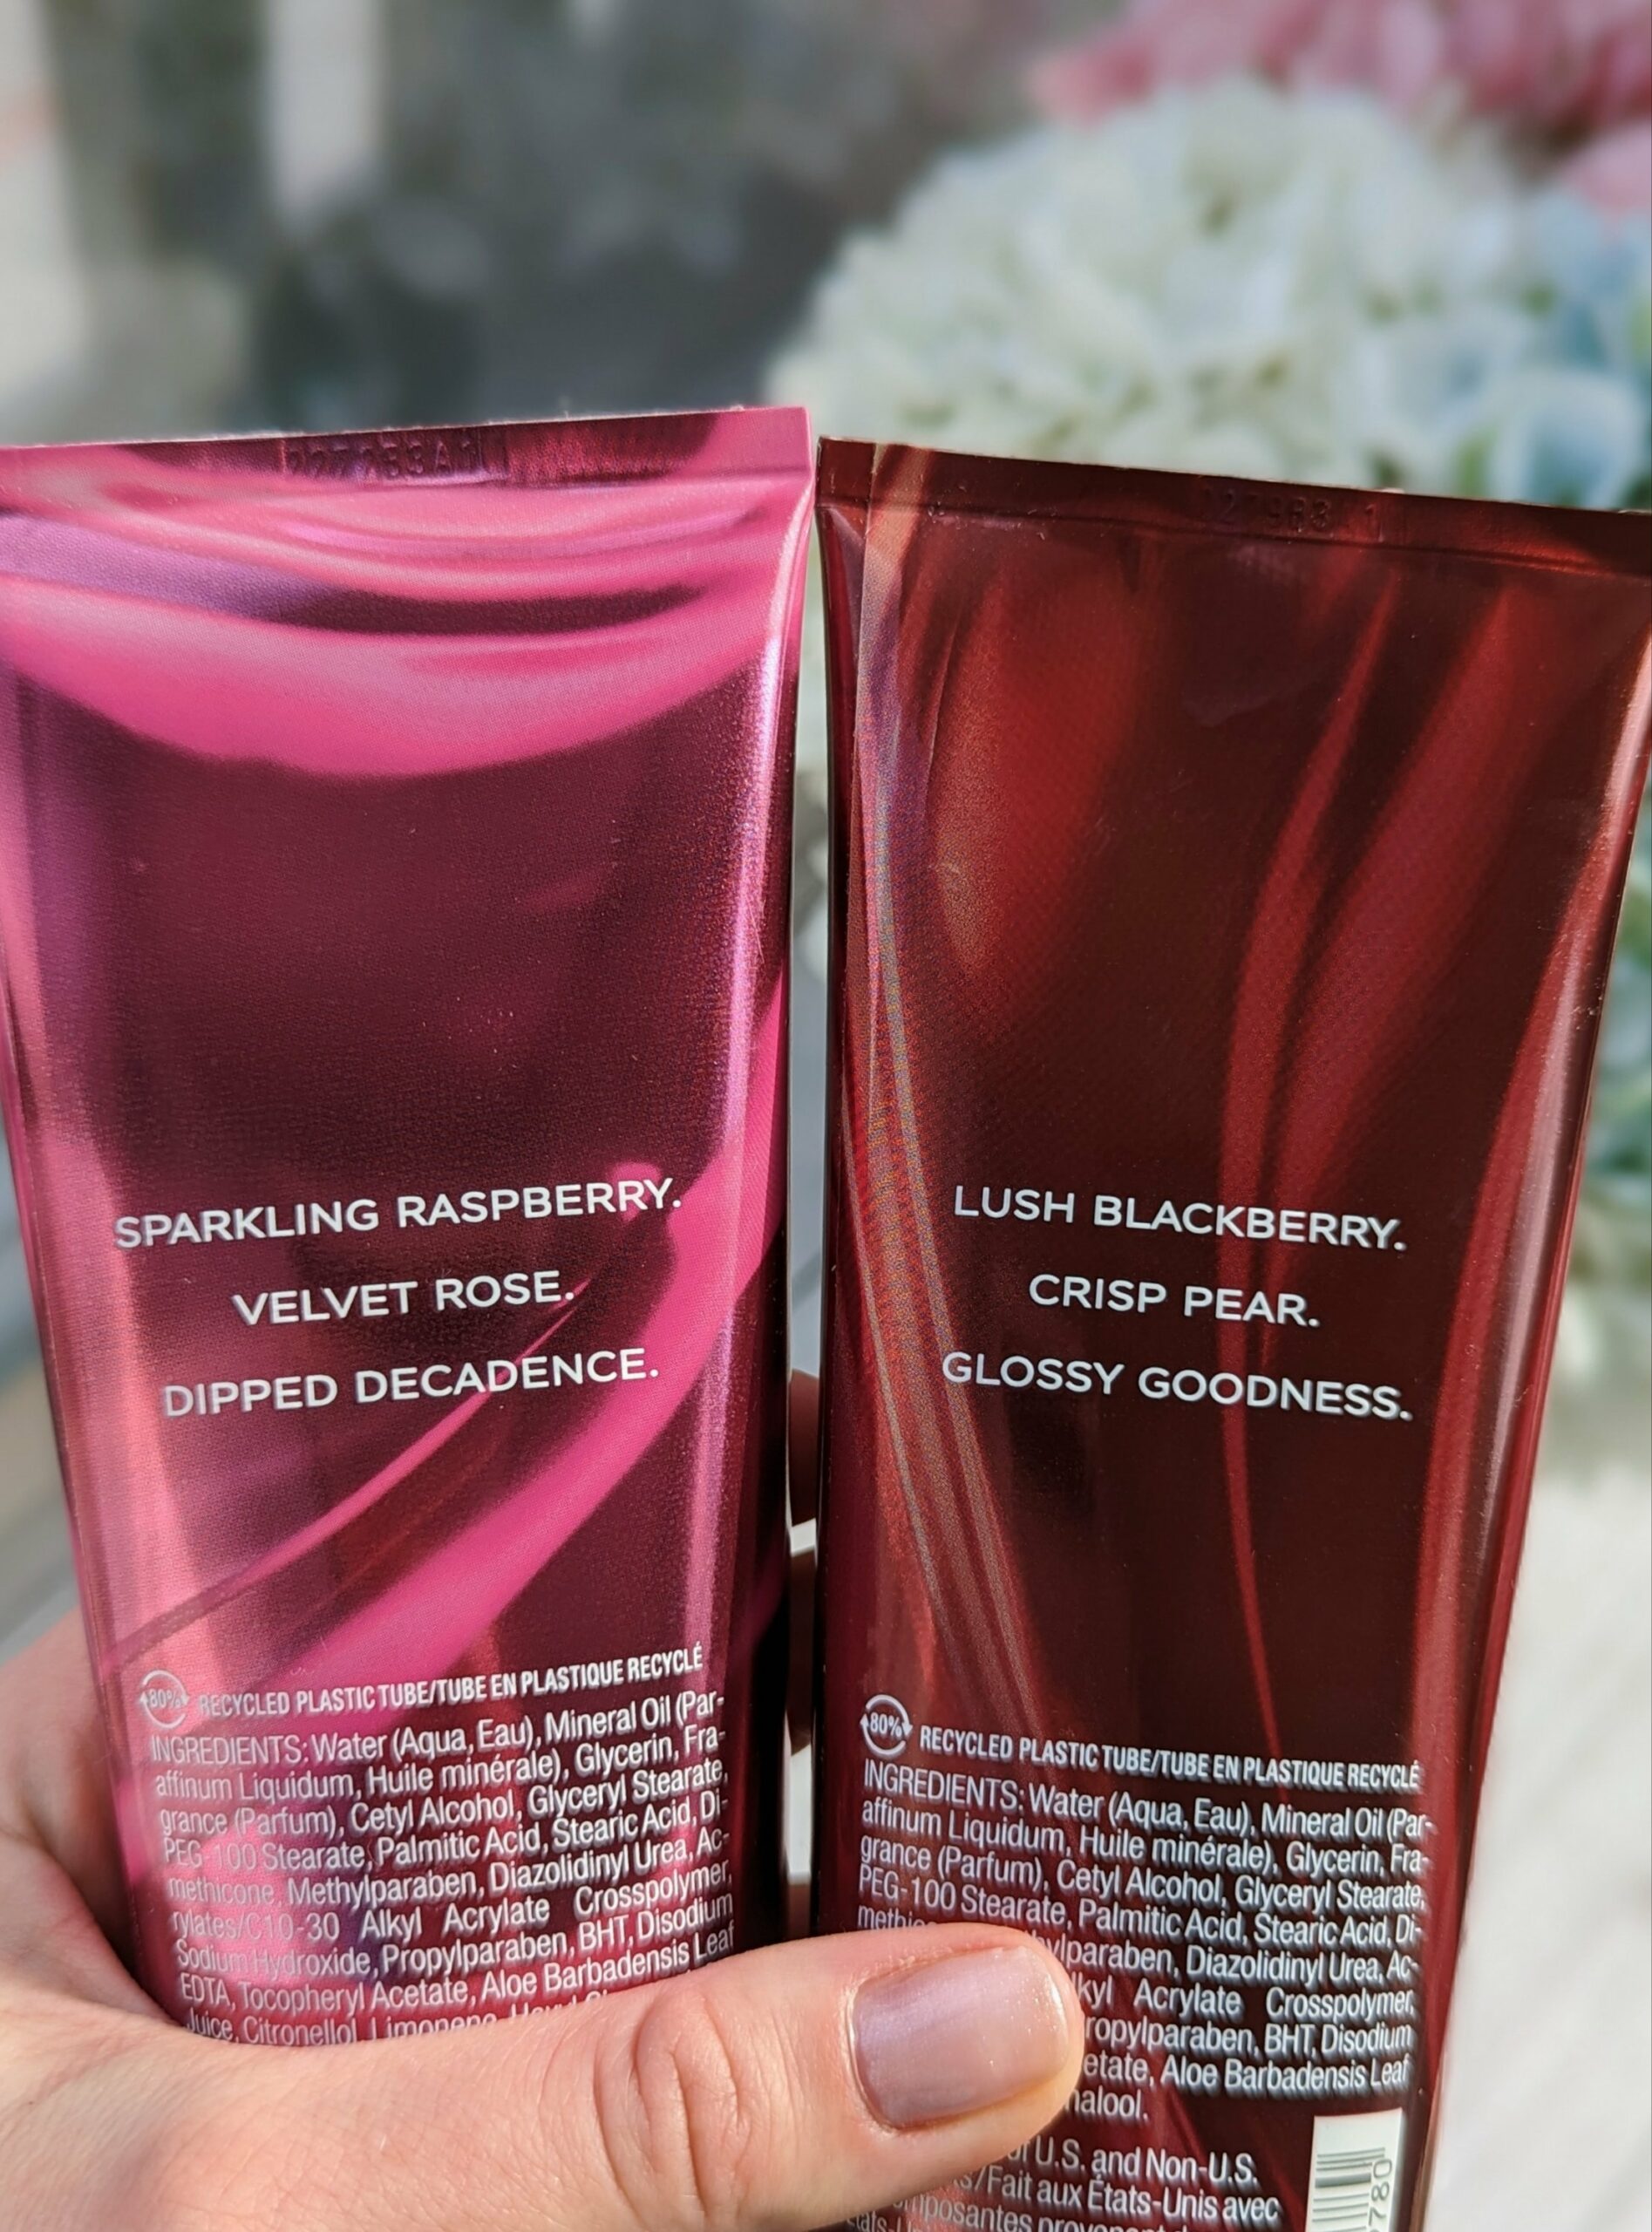 SPARKLING RASPBERRY.
VELVET ROSE.
DIPPED DECADENCE.
80%
RECYCLED PLASTIC TUBE/TUBE EN PLASTIQUE RECYCLÉ
INGREDIENTS: Water (Aqua, Eau), Mineral Oil (Par-
affinum Liquidum, Huile minérale), Glycerin, Fra-
grance (Parfum), Cetyl Alcohol, Glyceryl Stearate,
PEG-100 Stearate, Palmitic Acid, Stearic Acid, Di-
methicone, Methylparaben, Diazolidinyl Urea, Ac-
rylates/C10-30 Alkyl Acrylate Crosspolymer,
Sodium Hydroxide, Propylparaben, BHT, Disodium
EDTA, Tocopheryl Acetate, Aloe Barbadensis Leaf
Juice, Citronellol, Limonene,
LUSH BLACKBERRY.
CRISP PEAR.
GLOSSY GOODNESS.
80%
RECYCLED PLASTIC TUBE/TUBE EN PLASTIQUE RECYCLÉ
INGREDIENTS: Water (Aqua, Eau), Mineral Oil (Par-
affinum Liquidum, Huile minérale), Glycerin, Fra-
grance (Parfum), Cetyl Alcohol, Glyceryl Stearate,
PEG-100 Stearate, Palmitic Acid, Stearic Acid, Di-
Diazolidinyl Urea, Ac-
Acrylate Crosspolymer,
BHT, Disodium
Aloe Barbadensis Leaf
U.S. and Non-U.S.
/Fait aux États-Unis avec